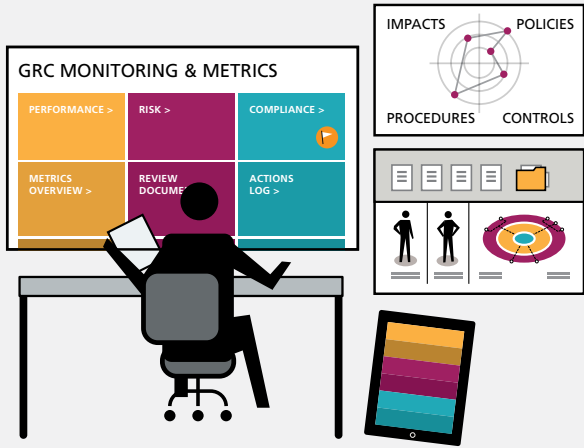 GRC MONITORING & METRICS
PERFORMANCE >
RISK >
COMPLIANCE >
METRICS
OVERVIEW >
REVIEW
ACTIONS
LOG >
IMPACTS
POLICIES
PROCEDURES
CONTROLS